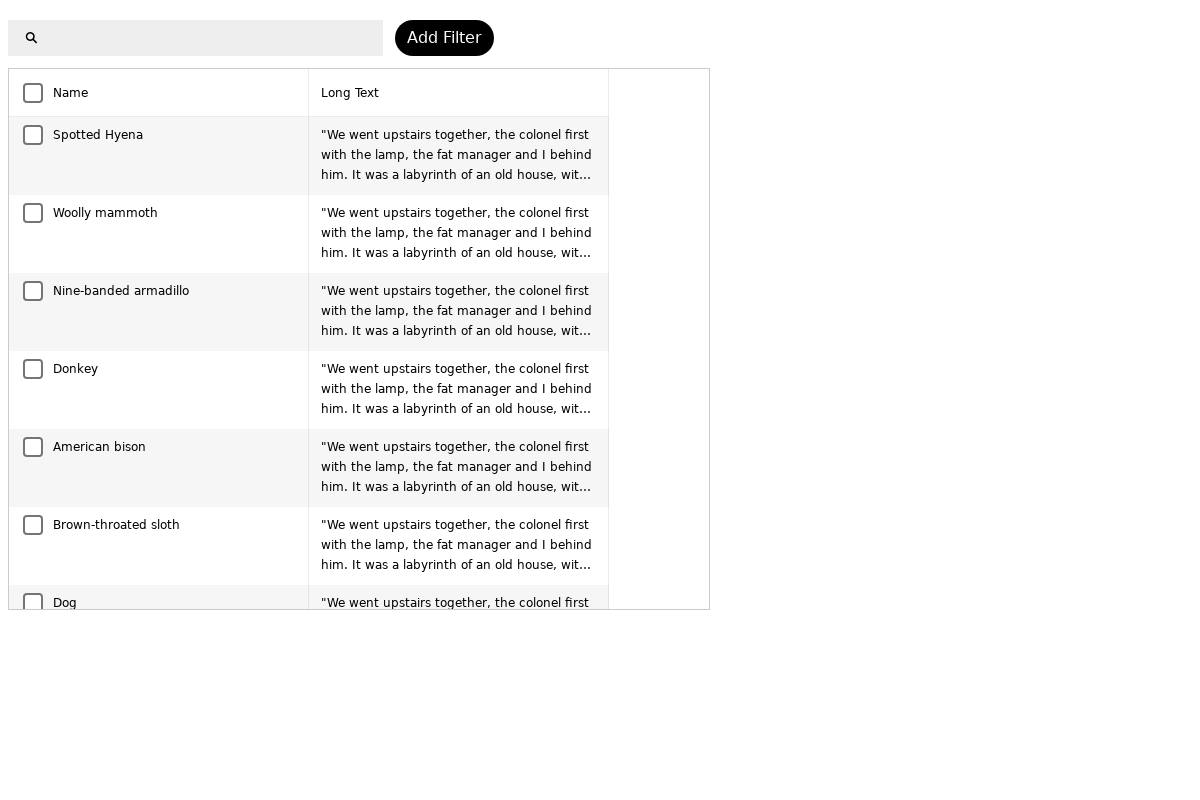 Add Filter
Name
Long Text
Spotted Hyena
"We went upstairs together, the colonel first
with the lamp, the fat manager and I behind
him. It was a labyrinth of an old house, wit...
Woolly mammoth
"We went upstairs together, the colonel first
with the lamp, the fat manager and I behind
him. It was a labyrinth of an old house, wit...
Nine-banded armadillo
"We went upstairs together, the colonel first
with the lamp, the fat manager and I behind
him. It was a labyrinth of an old house, wit...
Donkey
"We went upstairs together, the colonel first
with the lamp, the fat manager and I behind
him. It was a labyrinth of an old house, wit...
American bison
"We went upstairs together, the colonel first
with the lamp, the fat manager and I behind
him. It was a labyrinth of an old house, wit...
Brown-throated sloth
"We went upstairs together, the colonel first
with the lamp, the fat manager and I behind
him. It was a labyrinth of an old house, wit...
Dog
"We went upstairs together, the colonel first